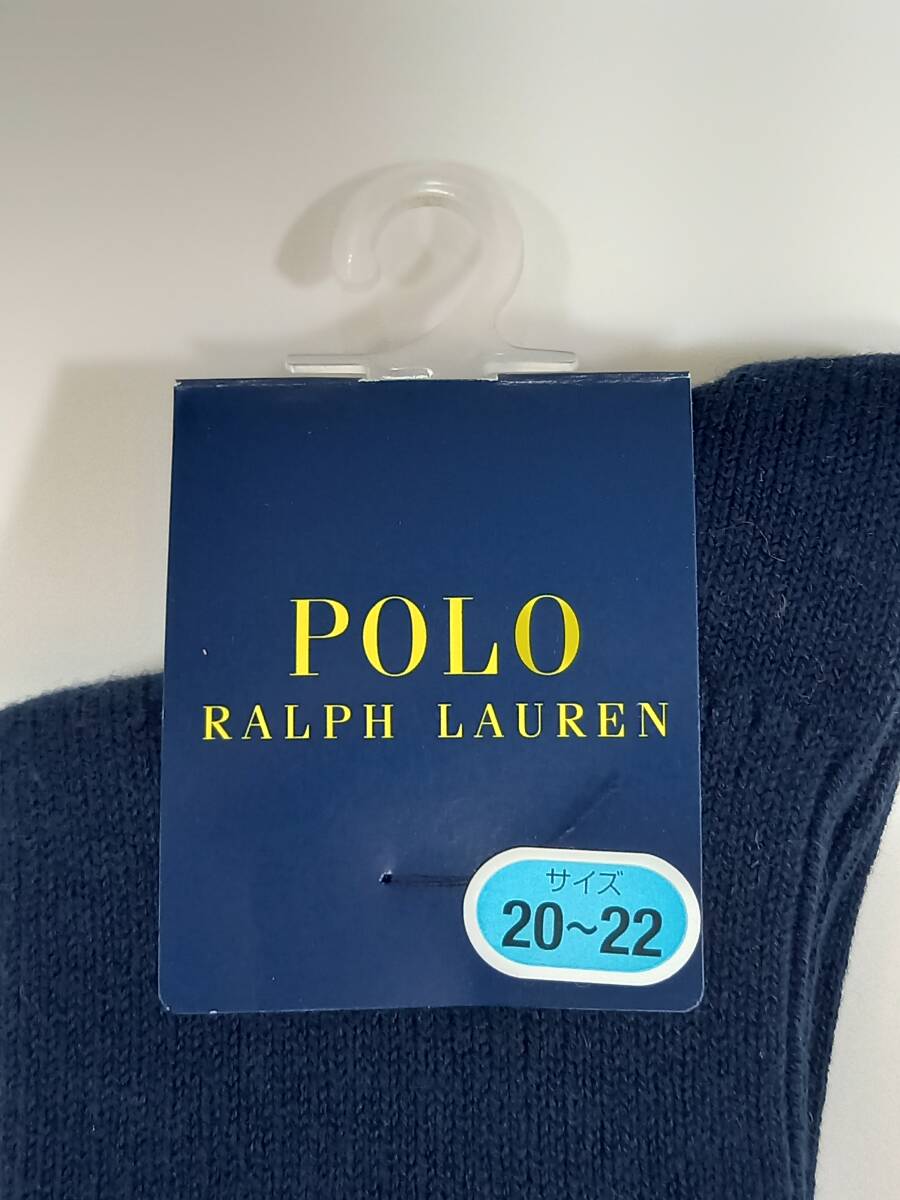 POLO
RALPH LAUREN
サイズ
20~22